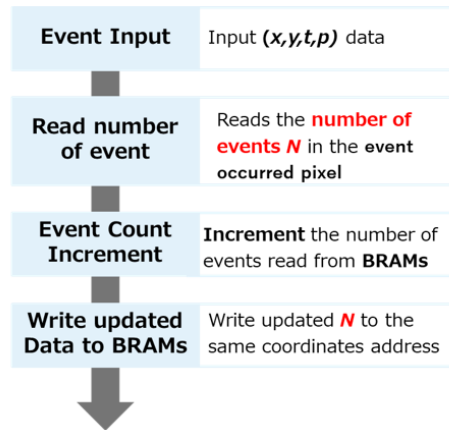 Event Input
Input (x,y,t,p) data
Read number
of event
Reads the number of
events N in the event
occurred pixel
Event Count
Increment
Increment the number of
events read from BRAMs
Write updated
Data to BRAMs
Write updated N to the
same coordinates address